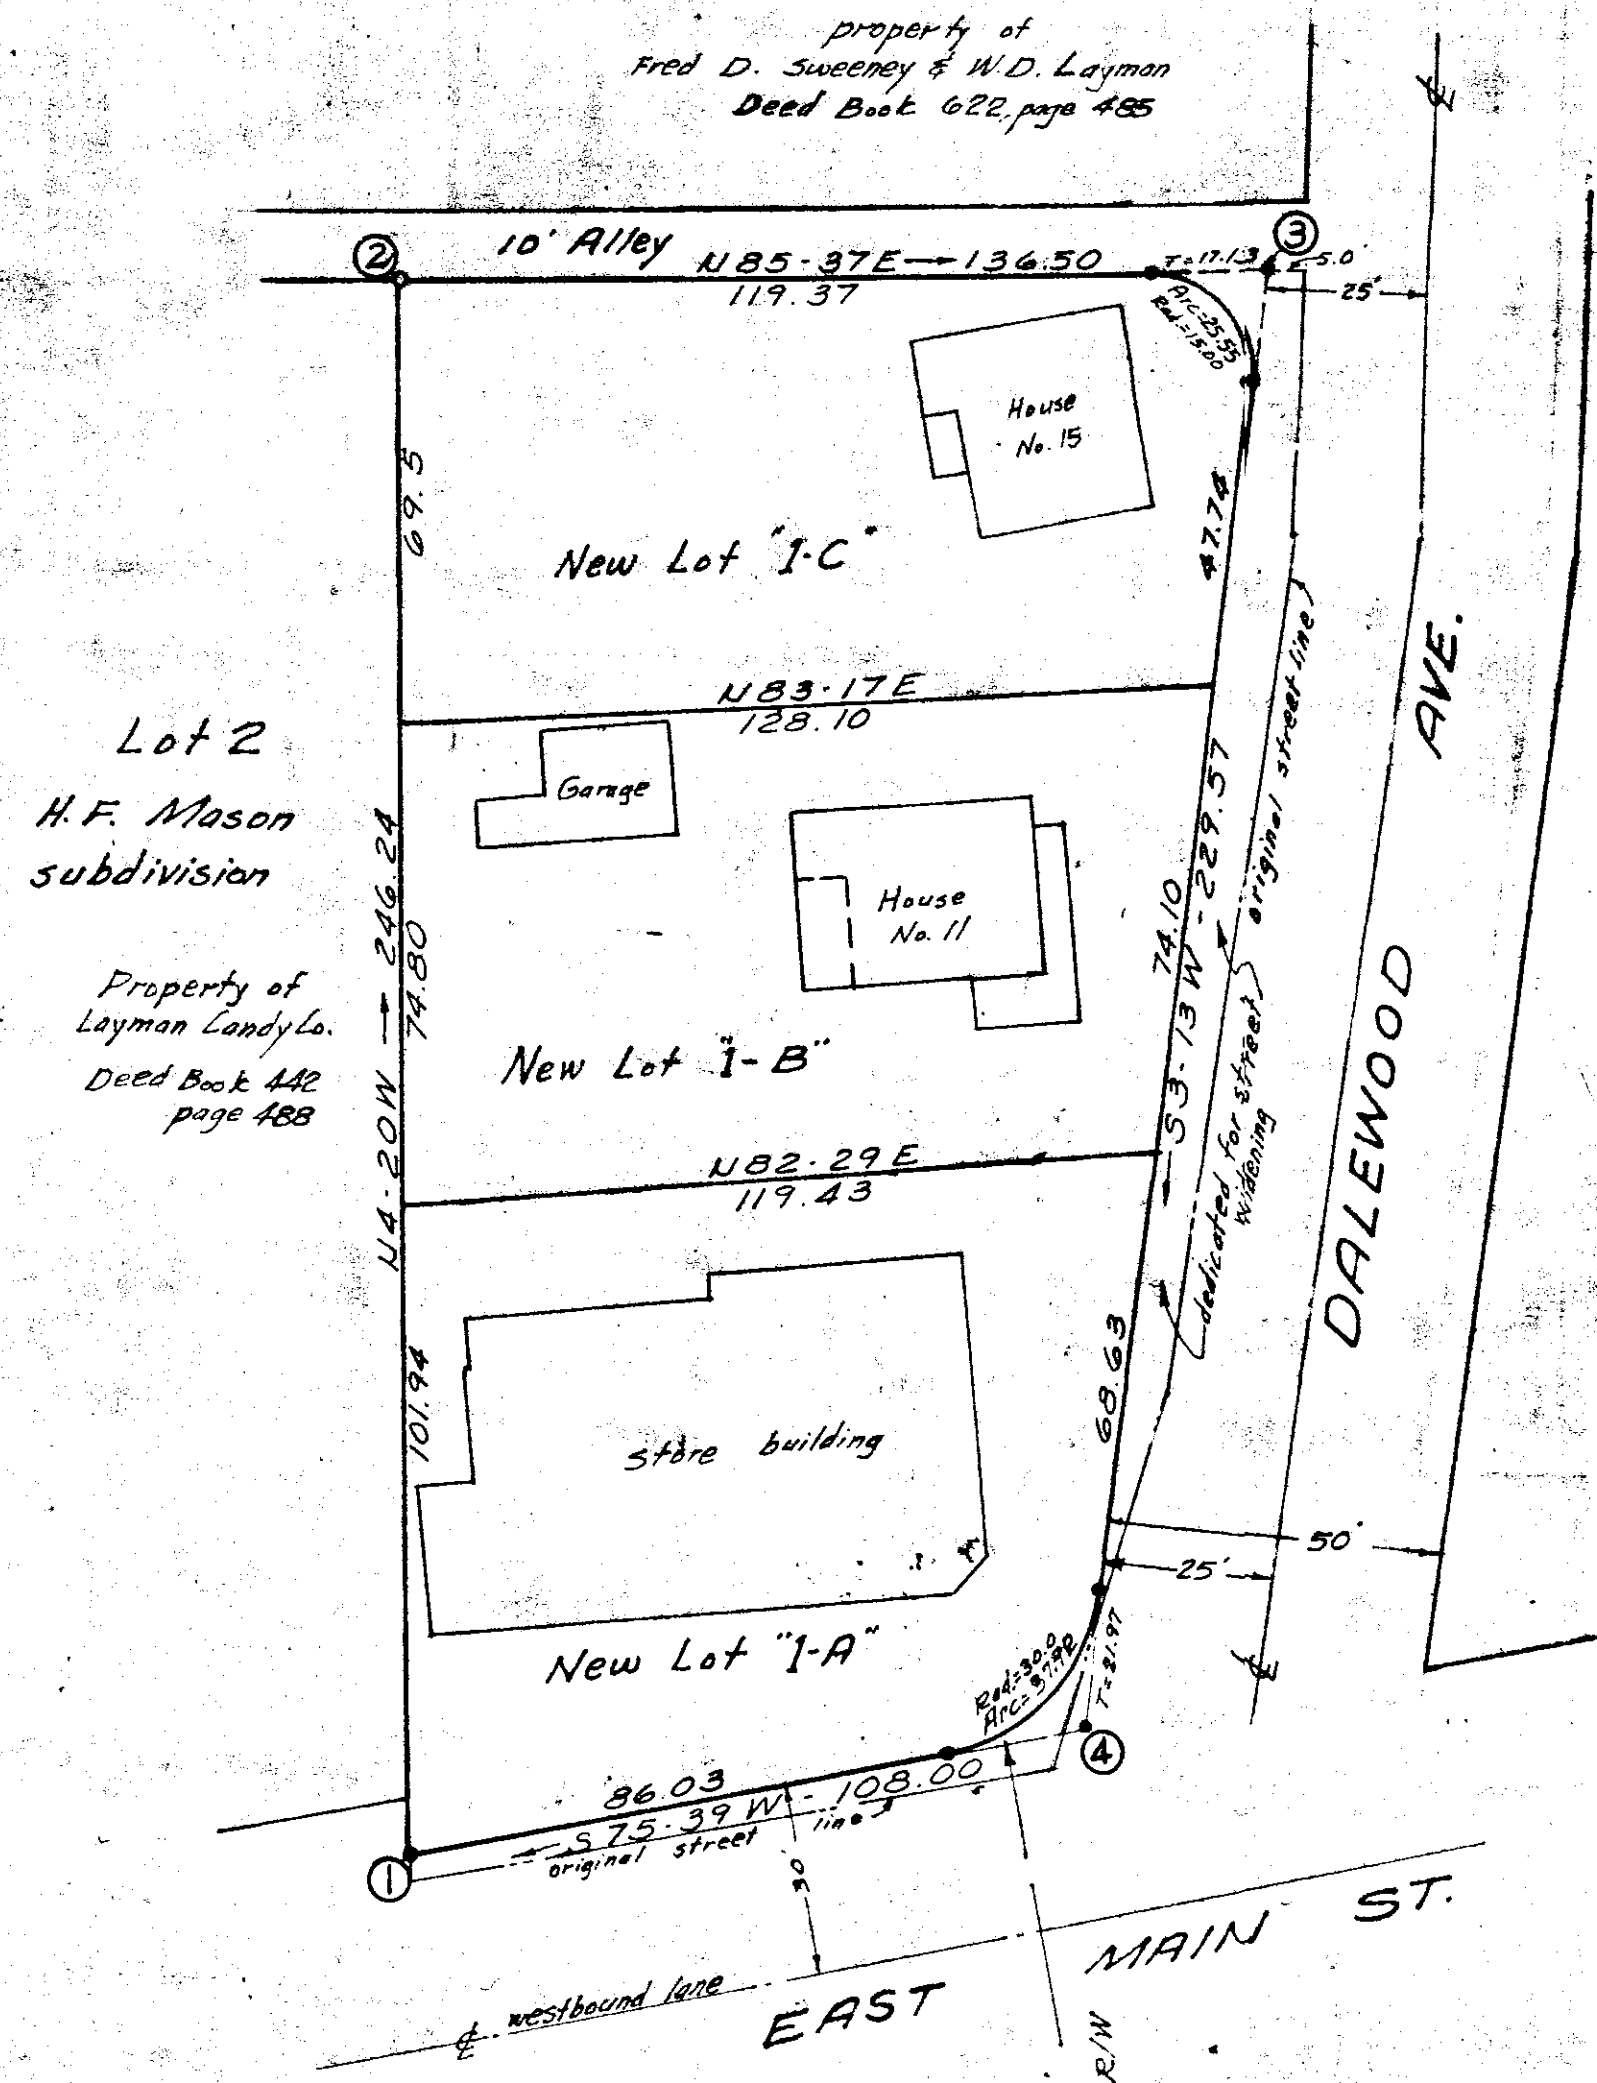 property of
Fred D. Sweeney & W.D. Layman
Deed Book 622, page 485
℄
2
10' Alley
N85-37E → 136.50
119.37
T=17.13
3
E 5.0'
25'
Arc=25.55
Rad.=15.00
House
No. 15
69.5
47.74
New Lot "1-C"
original street line
AVE.
N83-17E
128.10
Lot 2
H.F. Mason
subdivision
Garage
House
No. 11
N4-20W → 246.24
74.80
74.10
S3-13W - 229.57
Property of
Layman Candy Co.
Deed Book 442
page 488
New Lot "1-B"
dedicated for street
widening
DALEWOOD
N82-29E
119.43
101.94
68.63
store building
50'
25'
New Lot "1-A"
Rad.=30.0
Arc=37.92
T=21.97
℄
4
86.03
S75-39W - 108.00
original street line
1
30'
MAIN ST.
℄ westbound lane
EAST
R/W